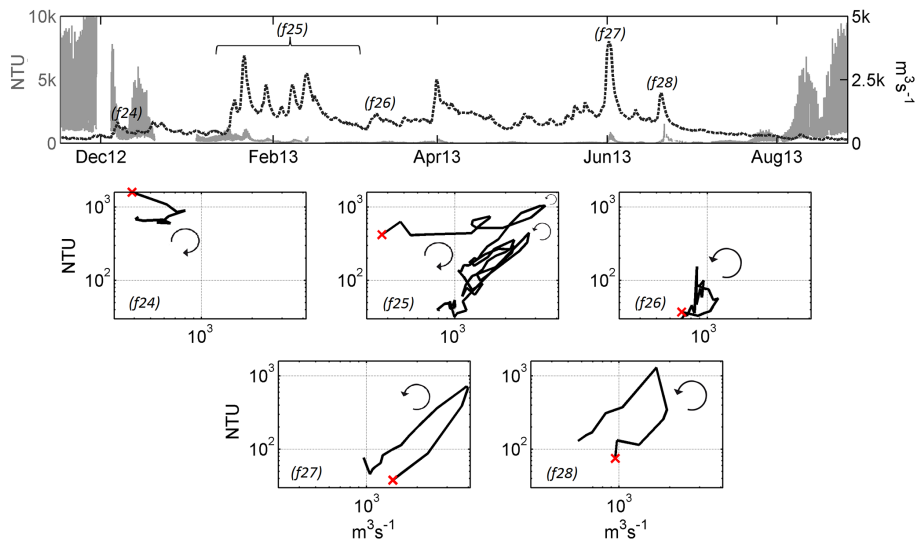 10k
5k
0
NTU
(f24)
(f25)
(f26)
(f27)
(f28)
5k
2.5k
0
m³s⁻¹
Dec12 Feb13 Apr13 Jun13 Aug13
NTU
10³
10²
(f24)
10³
10³
10²
(f25)
10³
10³
10²
(f26)
10³
NTU
10³
10²
(f27)
10³
m³s⁻¹
10³
10²
(f28)
10³
m³s⁻¹